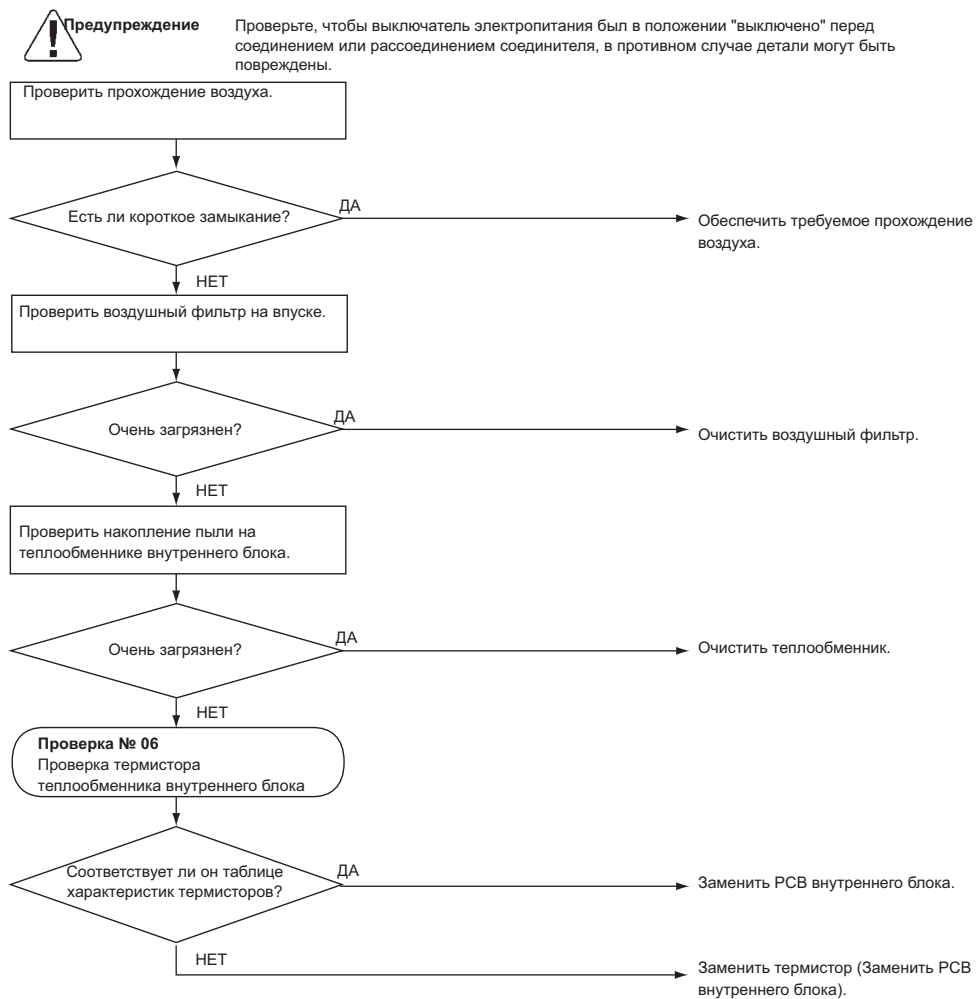 Предупреждение
Проверьте, чтобы выключатель электропитания был в положении "выключено" перед
соединением или рассоединением соединителя, в противном случае детали могут быть
повреждены.
Проверить прохождение воздуха.
Есть ли короткое замыкание?
ДА
Обеспечить требуемое прохождение
воздуха.
НЕТ
Проверить воздушный фильтр на впуске.
Очень загрязнен?
ДА
Очистить воздушный фильтр.
НЕТ
Проверить накопление пыли на
теплообменнике внутреннего блока.
Очень загрязнен?
ДА
Очистить теплообменник.
НЕТ
Проверка № 06
Проверка термистора
теплообменника внутреннего блока
Соответствует ли он таблице
характеристик термисторов?
ДА
Заменить PCB внутреннего блока.
НЕТ
Заменить термистор (Заменить PCB
внутреннего блока).